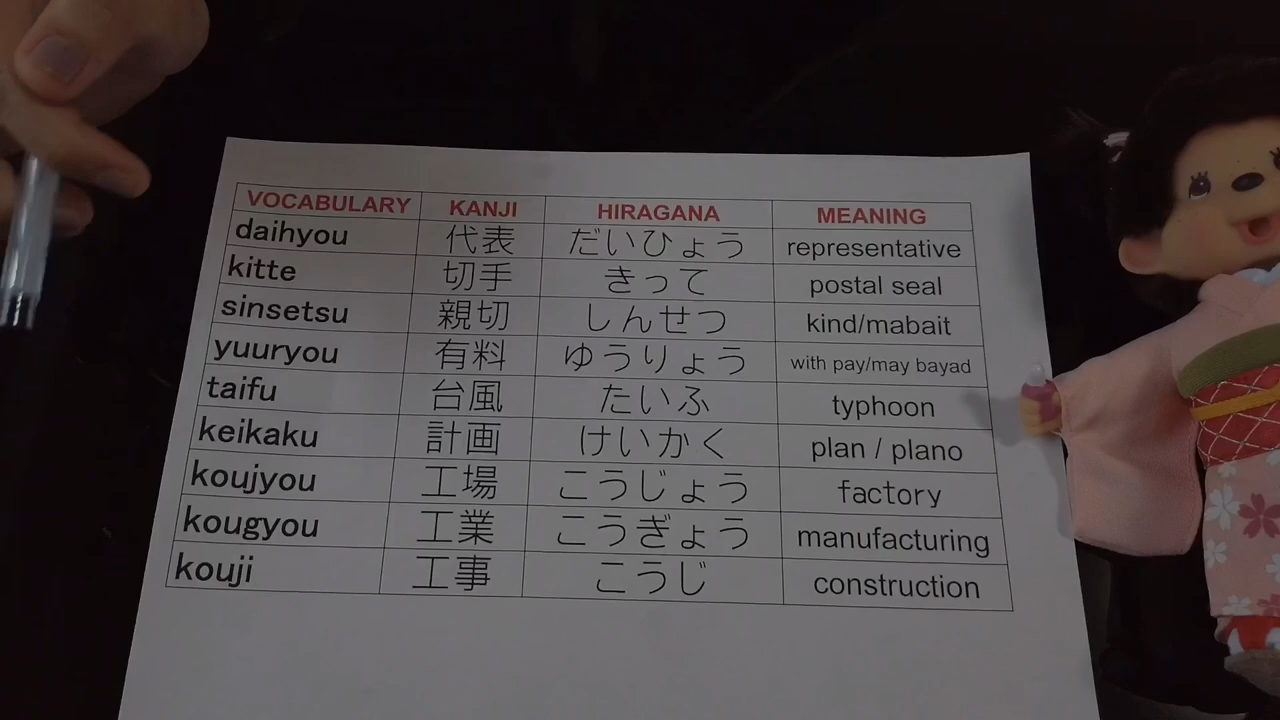 VOCABULARY KANJI HIRAGANA MEANING
daihyou 代表 だいひょう representative
kitte 切手 きって postal seal
sinsetsu 親切 しんせつ kind/mabait
yuuryou 有料 ゆうりょう with pay/may bayad
taifu 台風 たいふ typhoon
keikaku 計画 けいかく plan / plano
koujyou 工場 こうじょう factory
kougyou 工業 こうぎょう manufacturing
kouji 工事 こうじ construction